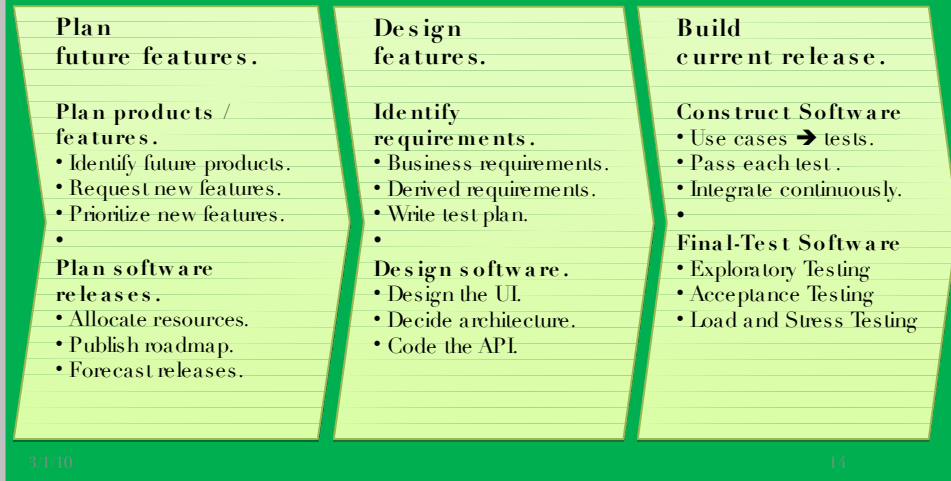 Plan
future features.
Plan products /
features.
• Identify future products.
• Request new features.
• Prioritize new features.
•
Plan software
releases.
• Allocate resources.
• Publish roadmap.
• Forecast releases.
Design
features.
Identify
requirements.
• Business requirements.
• Derived requirements.
• Write test plan.
•
Design software.
• Design the UI.
• Decide architecture.
• Code the API.
Build
current release.
Construct Software
• Use cases ➔ tests.
• Pass each test .
• Integrate continuously.
•
Final-Test Software
• Exploratory Testing
• Acceptance Testing
• Load and Stress Testing
3/1/10
14